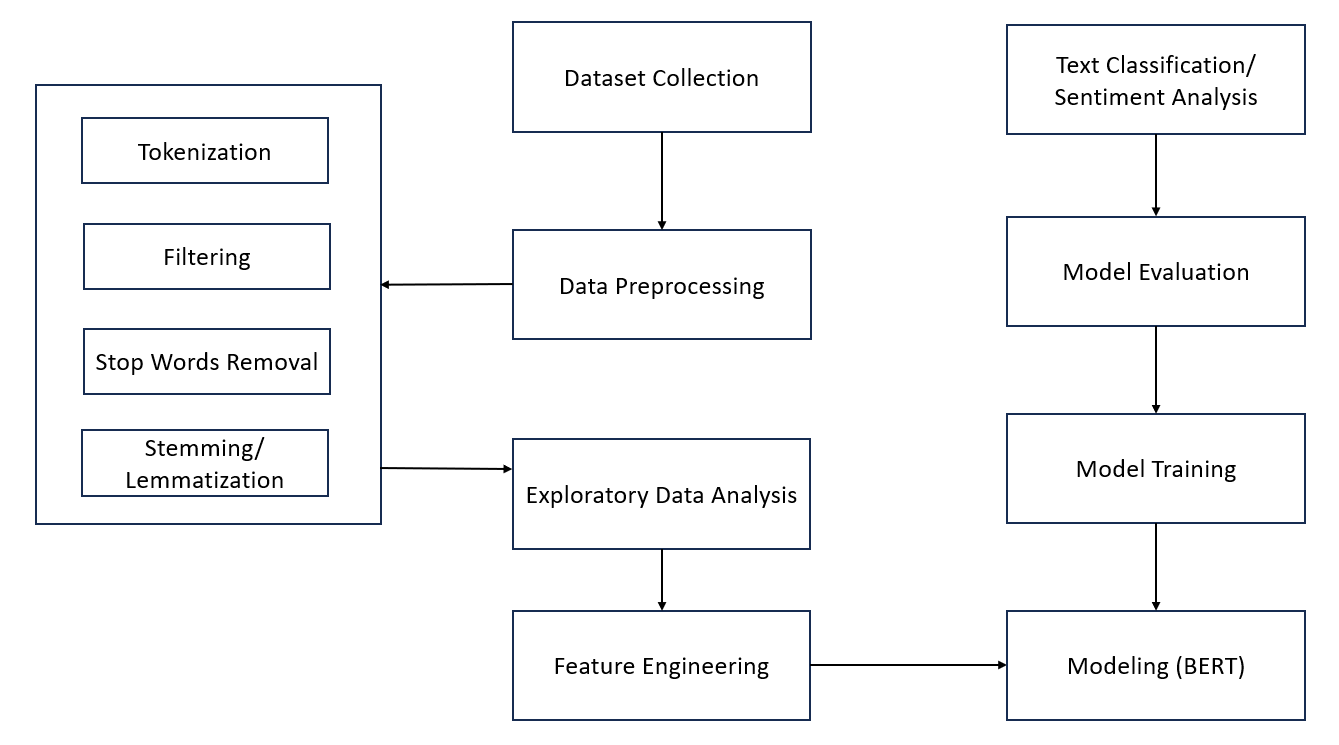 Dataset Collection
Text Classification/
Sentiment Analysis
Tokenization
Filtering
Stop Words Removal
Stemming/
Lemmatization
Data Preprocessing
Model Evaluation
Exploratory Data Analysis
Model Training
Feature Engineering
Modeling (BERT)